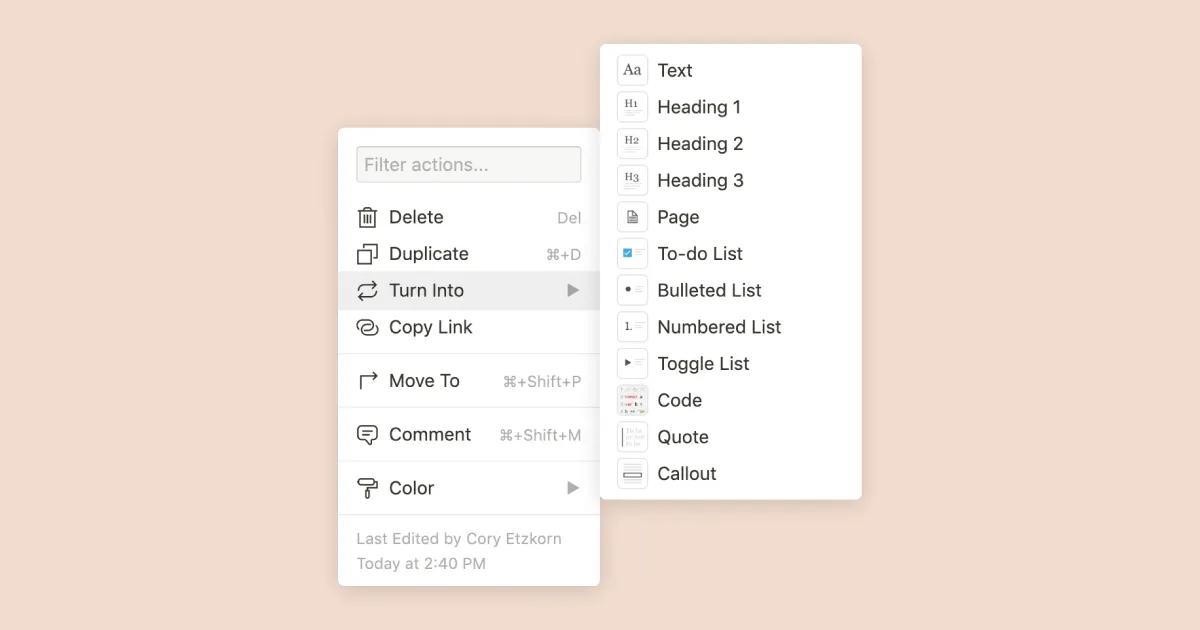 Filter actions...
Delete Del
Duplicate ⌘+D
Turn Into
Copy Link
Move To ⌘+Shift+P
Comment ⌘+Shift+M
Color
Last Edited by Cory Etzkorn
Today at 2:40 PM
Aa Text
H1 Heading 1
H2 Heading 2
H3 Heading 3
Page
To-do List
Bulleted List
1. Numbered List
Toggle List
Code
Quote
Callout